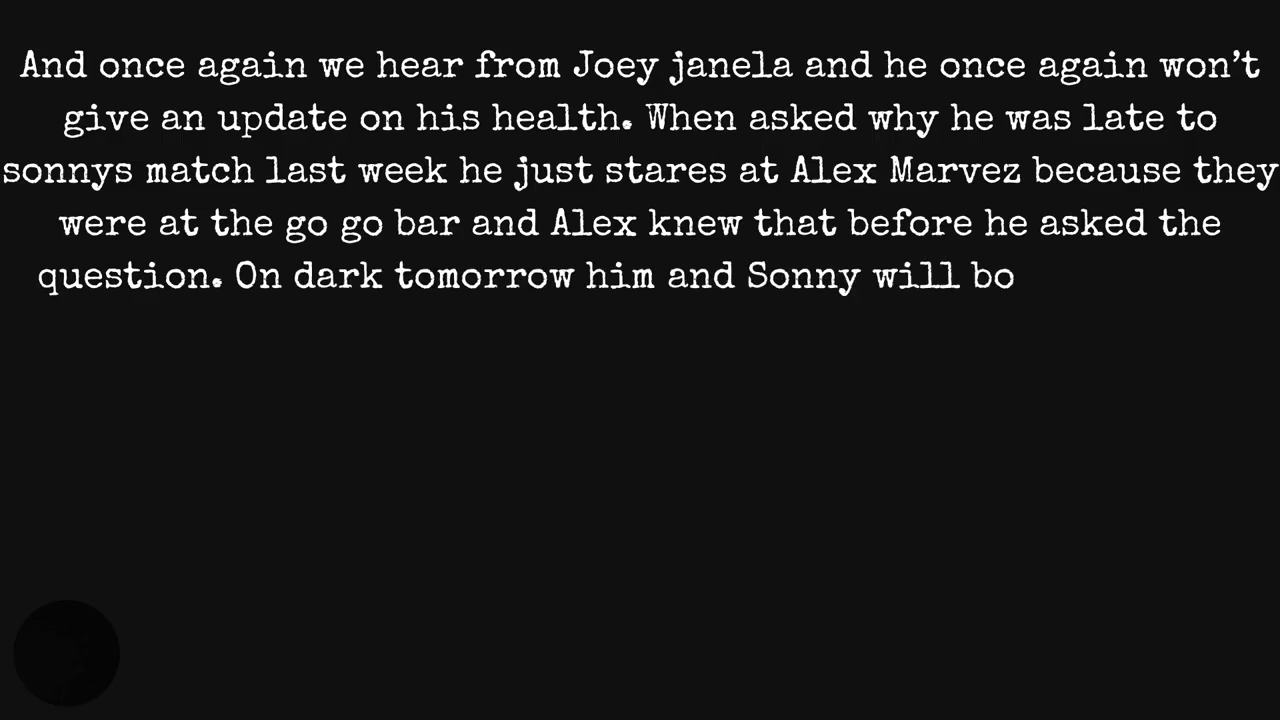 And once again we hear from Joey janela and he once again won’t
give an update on his health. When asked why he was late to
sonnys match last week he just stares at Alex Marvez because they
were at the go go bar and Alex knew that before he asked the
question. On dark tomorrow him and Sonny will bo